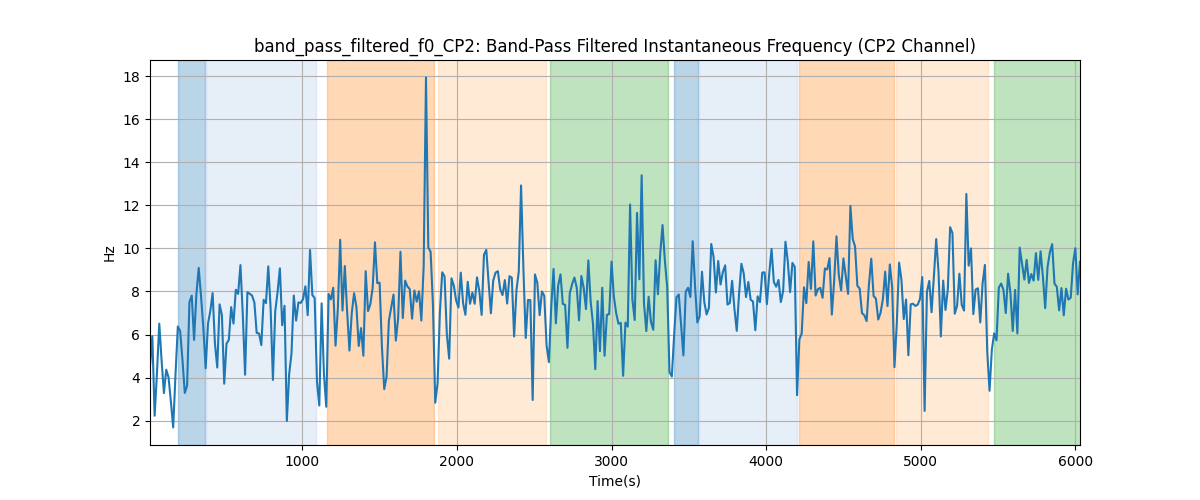 band_pass_filtered_f0_CP2: Band-Pass Filtered Instantaneous Frequency (CP2 Channel)
18
16
14
12
10
8
6
4
2
Hz
1000 2000 3000 4000 5000 6000
Time(s)